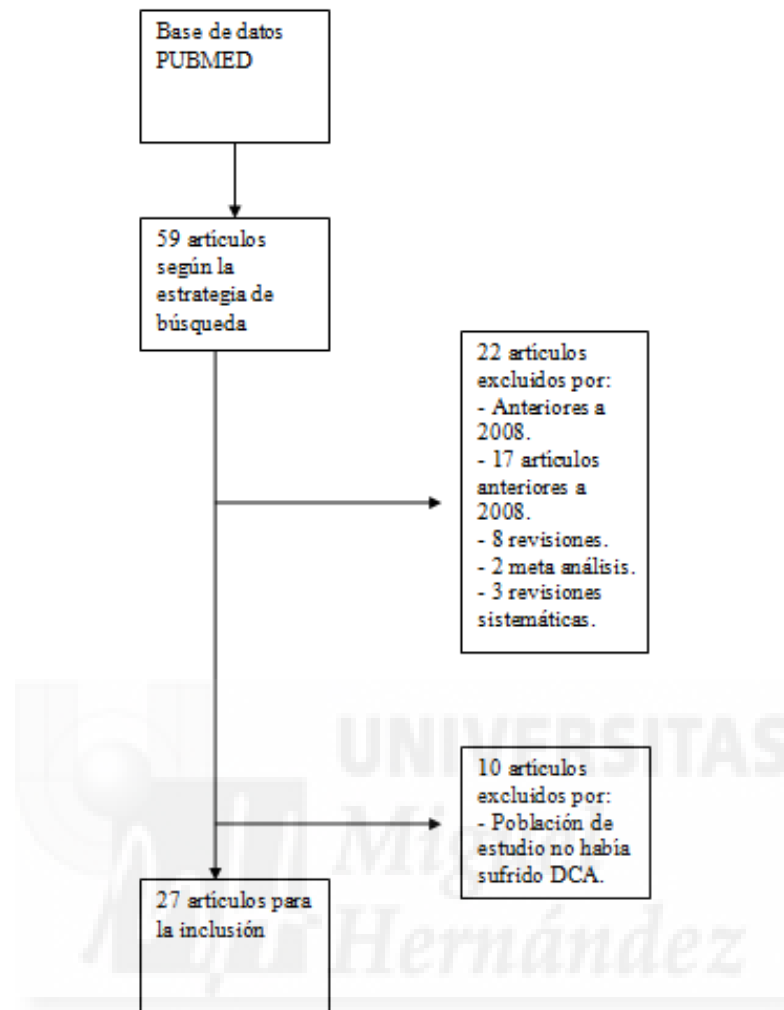 Base de datos
PUBMED
59 artículos
según la
estrategia de
búsqueda
22 artículos
excluidos por:
- Anteriores a
2008.
- 17 artículos
anteriores a
2008.
- 8 revisiones.
- 2 meta análisis.
- 3 revisiones
sistemáticas.
10 artículos
excluidos por:
- Población de
estudio no había
sufrido DCA.
27 artículos para
la inclusión
UNIVERSITAS
Miguel
Hernández